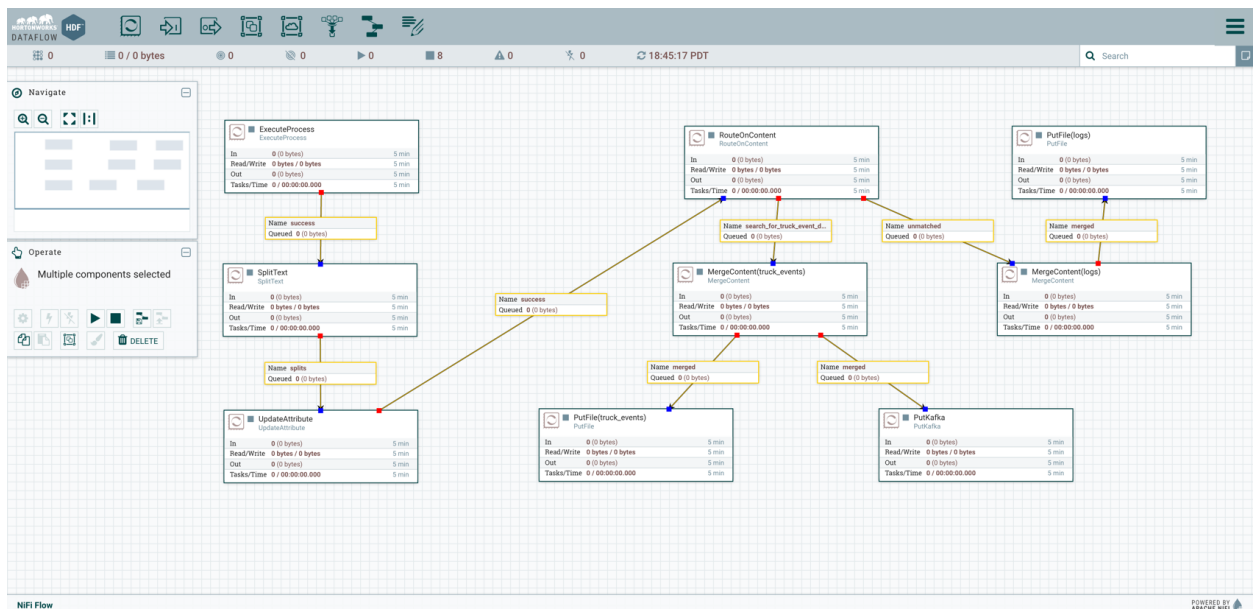 HORTONWORKS
DATAFLOW
HDF
0
0 / 0 bytes
0
0
0
8
0
0
18:45:17 PDT
Search
Navigate
Operate
Multiple components selected
DELETE
ExecuteProcess
ExecuteProcess
In 0 (0 bytes) 5 min
Read/Write 0 bytes / 0 bytes 5 min
Out 0 (0 bytes) 5 min
Tasks/Time 0 / 00:00:00.000 5 min
Name success
Queued 0 (0 bytes)
SplitText
SplitText
In 0 (0 bytes) 5 min
Read/Write 0 bytes / 0 bytes 5 min
Out 0 (0 bytes) 5 min
Tasks/Time 0 / 00:00:00.000 5 min
Name splits
Queued 0 (0 bytes)
UpdateAttribute
UpdateAttribute
In 0 (0 bytes) 5 min
Read/Write 0 bytes / 0 bytes 5 min
Out 0 (0 bytes) 5 min
Tasks/Time 0 / 00:00:00.000 5 min
Name success
Queued 0 (0 bytes)
RouteOnContent
RouteOnContent
In 0 (0 bytes) 5 min
Read/Write 0 bytes / 0 bytes 5 min
Out 0 (0 bytes) 5 min
Tasks/Time 0 / 00:00:00.000 5 min
Name search_for_truck_event_d...
Queued 0 (0 bytes)
Name unmatched
Queued 0 (0 bytes)
MergeContent(truck_events)
MergeContent
In 0 (0 bytes) 5 min
Read/Write 0 bytes / 0 bytes 5 min
Out 0 (0 bytes) 5 min
Tasks/Time 0 / 00:00:00.000 5 min
Name merged
Queued 0 (0 bytes)
Name merged
Queued 0 (0 bytes)
PutFile(truck_events)
PutFile
In 0 (0 bytes) 5 min
Read/Write 0 bytes / 0 bytes 5 min
Out 0 (0 bytes) 5 min
Tasks/Time 0 / 00:00:00.000 5 min
PutKafka
PutKafka
In 0 (0 bytes) 5 min
Read/Write 0 bytes / 0 bytes 5 min
Out 0 (0 bytes) 5 min
Tasks/Time 0 / 00:00:00.000 5 min
PutFile(logs)
PutFile
In 0 (0 bytes) 5 min
Read/Write 0 bytes / 0 bytes 5 min
Out 0 (0 bytes) 5 min
Tasks/Time 0 / 00:00:00.000 5 min
Name merged
Queued 0 (0 bytes)
MergeContent(logs)
MergeContent
In 0 (0 bytes) 5 min
Read/Write 0 bytes / 0 bytes 5 min
Out 0 (0 bytes) 5 min
Tasks/Time 0 / 00:00:00.000 5 min
NiFi Flow
POWERED BY
APACHE NIFI